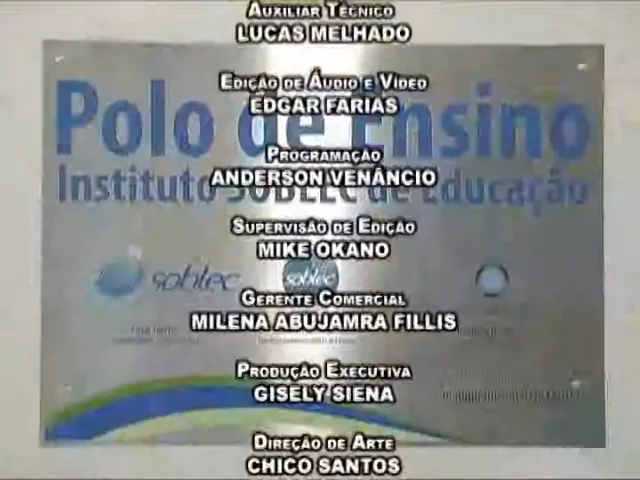 Auxiliar Técnico
LUCAS MELHADO
Edição de Áudio e Vídeo
EDGAR FARIAS
Polo de Ensino
Programação
ANDERSON VENÂNCIO
Instituto SOBLEC de Educação
Supervisão de Edição
MIKE OKANO
soblec
soblec
Gerente Comercial
MILENA ABUJAMRA FILLIS
Produção Executiva
GISELY SIENA
Direção de Arte
CHICO SANTOS